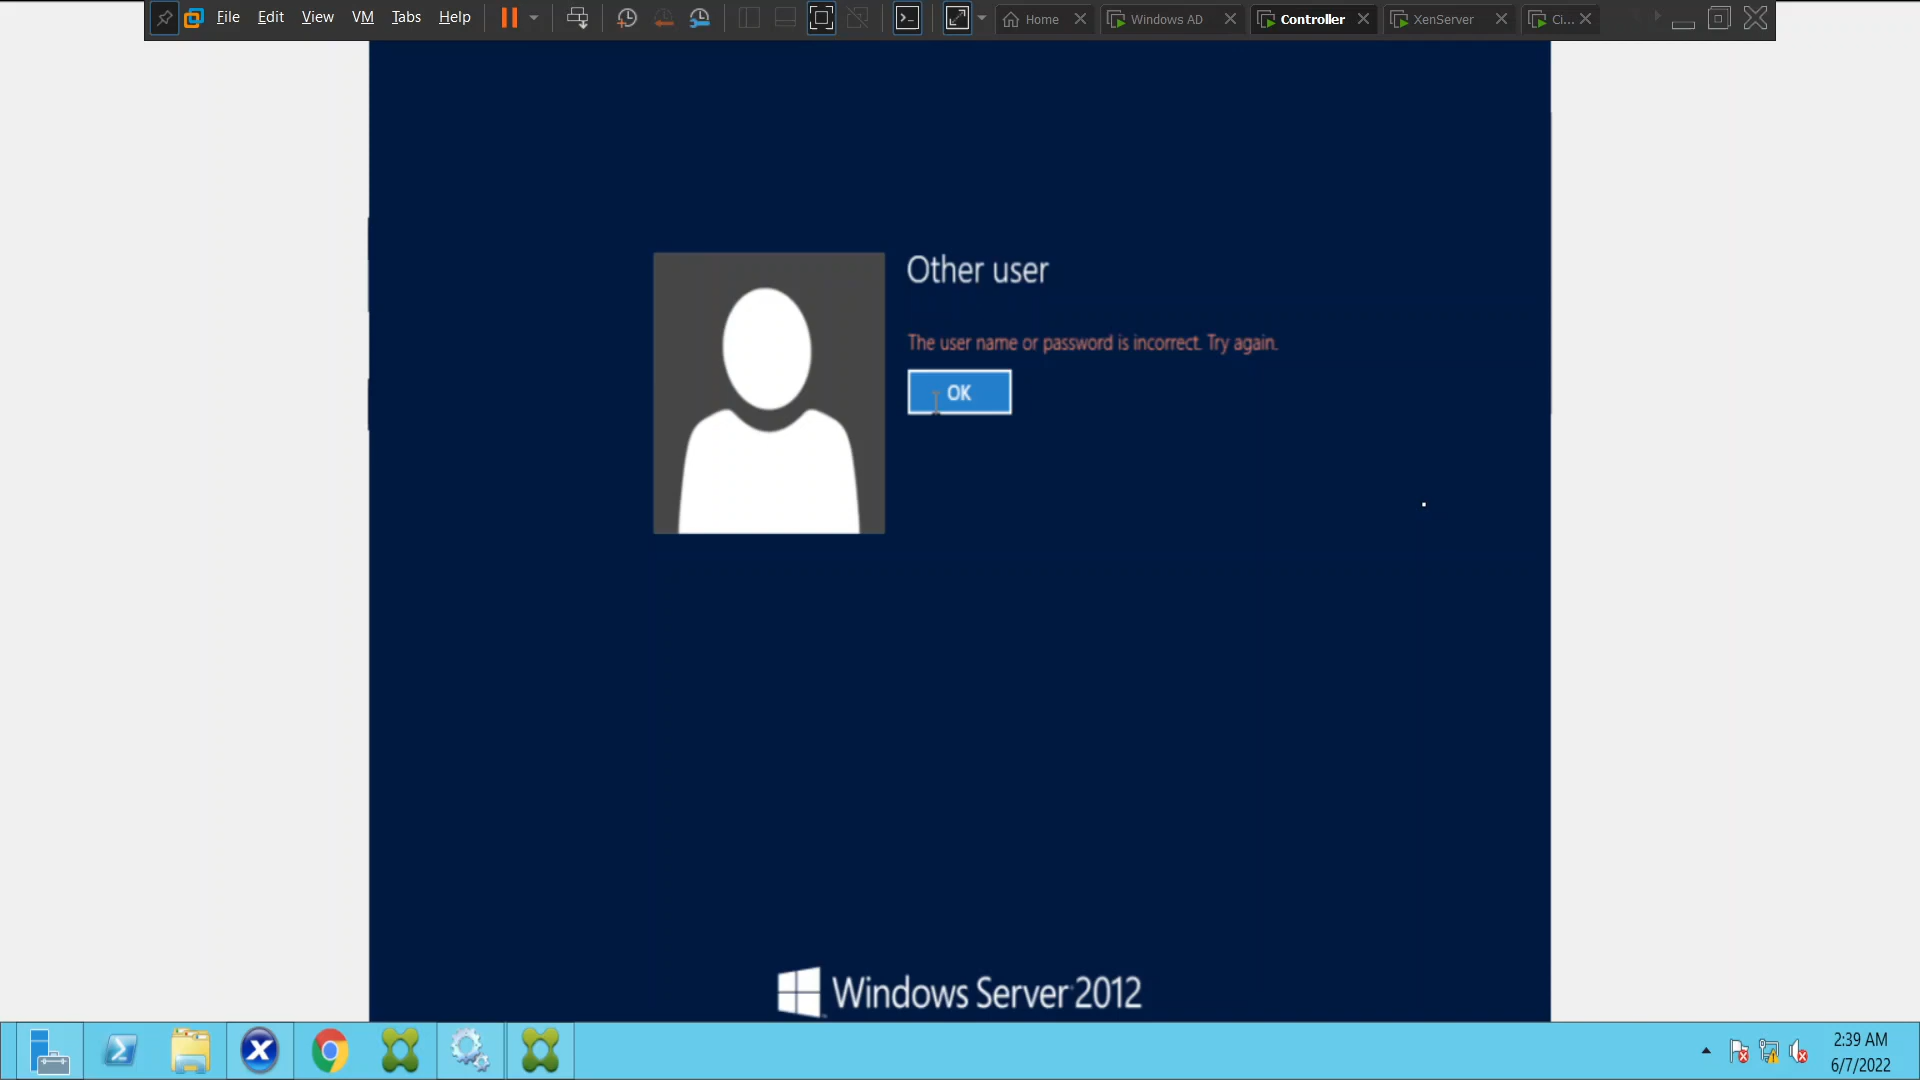 File Edit View VM Tabs Help Home Windows AD Controller XenServer Ci...
Other user
The user name or password is incorrect. Try again.
OK
Windows Server 2012
2:39 AM
6/7/2022